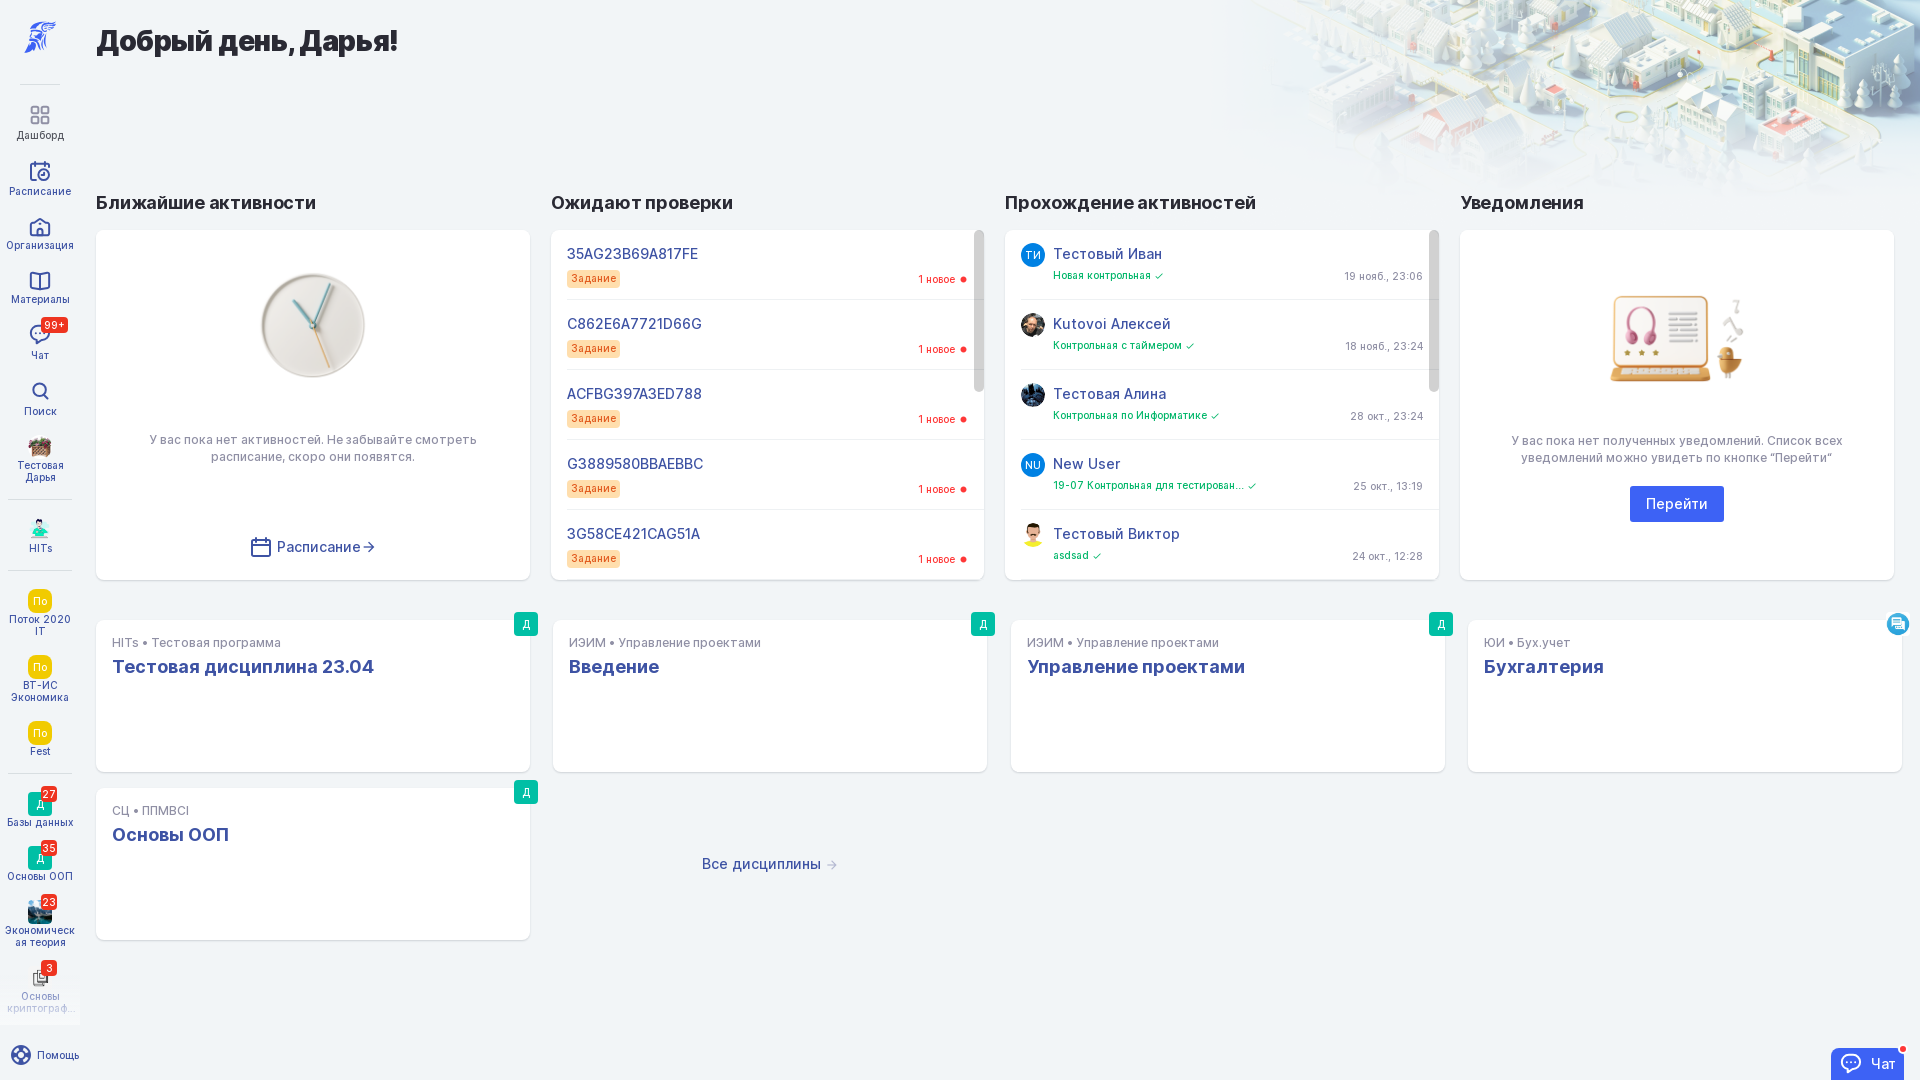 Добрый день, Дарья!
Дашборд
Расписание
Организация
Материалы
99+
Чат
Поиск
Тестовая
Дарья
HITs
По
Поток 2020
IT
По
ВТ-ИС
Экономика
По
Fest
27
Д
Базы данных
35
Д
Основы ООП
23
Экономическ
ая теория
3
Основы
криптограф...
Помощь
Ближайшие активности
У вас пока нет активностей. Не забывайте смотреть
расписание, скоро они появятся.
Расписание
Ожидают проверки
35AG23B69A817FE
Задание 1 новое
C862E6A7721D66G
Задание 1 новое
ACFBG397A3ED788
Задание 1 новое
G3889580BBAEBBC
Задание 1 новое
3G58CE421CAG51A
Задание 1 новое
Прохождение активностей
ТИ Тестовый Иван
Новая контрольная 19 нояб., 23:06
Kutovoi Алексей
Контрольная с таймером 18 нояб., 23:24
Тестовая Алина
Контрольная по Информатике 28 окт., 23:24
NU New User
19-07 Контрольная для тестирован... 25 окт., 13:19
Тестовый Виктор
asdsad 24 окт., 12:28
Уведомления
У вас пока нет полученных уведомлений. Список всех
уведомлений можно увидеть по кнопке “Перейти“
Перейти
Д
HITs • Тестовая программа
Тестовая дисциплина 23.04
Д
ИЭИМ • Управление проектами
Введение
Д
ИЭИМ • Управление проектами
Управление проектами
ЮИ • Бух.учет
Бухгалтерия
Д
СЦ • ППМВСІ
Основы ООП
Все дисциплины
Чат